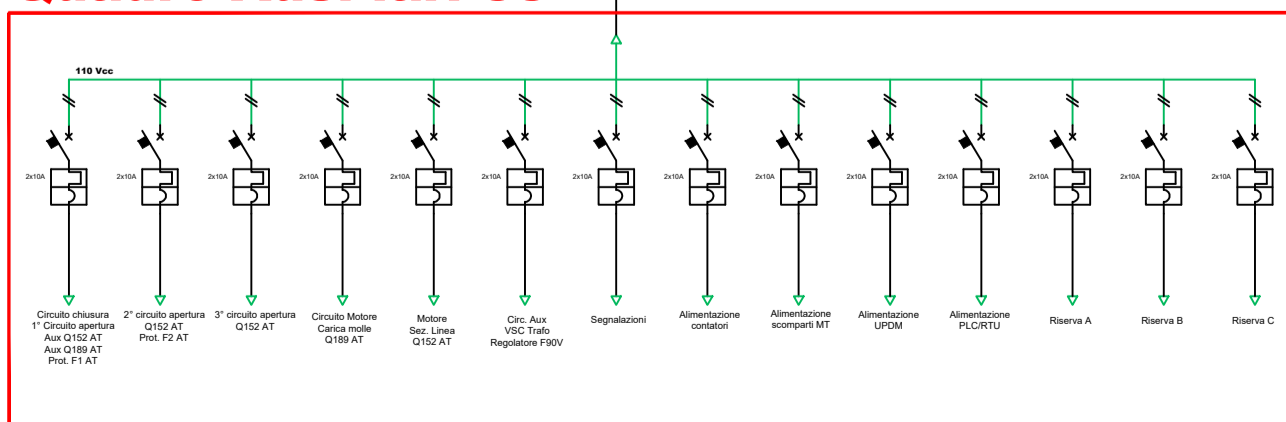 110 Vcc
2x10A 2x10A 2x10A 2x10A 2x10A 2x10A 2x10A 2x10A 2x10A 2x10A 2x10A 2x10A 2x10A 2x10A
Circuito chiusura
1° Circuito apertura
Aux Q152 AT
Aux Q189 AT
Prot. F1 AT
2° circuito apertura
Q152 AT
Prot. F2 AT
3° circuito apertura
Q152 AT
Circuito Motore
Carica molle
Q189 AT
Motore
Sez. Linea
Q152 AT
Circ. Aux
VSC Trafo
Regolatore F90V
Segnalazioni
Alimentazione
contatori
Alimentazione
scomparti MT
Alimentazione
UPDM
Alimentazione
PLC/RTU
Riserva A
Riserva B
Riserva C